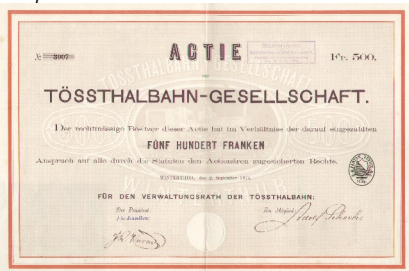 ACTIE
№ 3007
Fr. 500.
TÖSSTHALBAHN-GESELLSCHAFT.
Der rechtmässige Besitzer dieser Actie hat im Verhältniss der darauf eingezahlten
FÜNF HUNDERT FRANKEN
Anspruch auf alle durch die Statuten den Actionären zugesicherten Rechte.
WINTERTHUR, den
FÜR DEN VERWALTUNGSRATH DER TÖSSTHALBAHN:
Der Präsident
Ein Mitglied